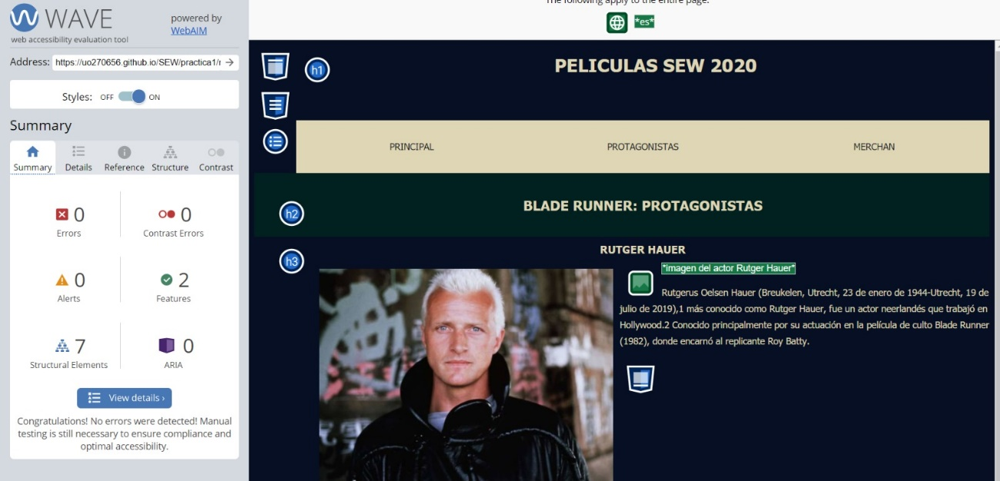 WAVE
web accessibility evaluation tool
powered by
WebAIM
Address: https://uo270656.github.io/SEW/practica1/
Styles: OFF ON
Summary
Summary Details Reference Structure Contrast
0
Errors
0
Contrast Errors
0
Alerts
2
Features
7
Structural Elements
0
ARIA
View details ›
Congratulations! No errors were detected! Manual
testing is still necessary to ensure compliance and
optimal accessibility.
The following apply to the entire page:
*es*
h1
PELICULAS SEW 2020
PRINCIPAL PROTAGONISTAS MERCHAN
h2
BLADE RUNNER: PROTAGONISTAS
h3
RUTGER HAUER
*imagen del actor Rutger Hauer*
Rutgerus Oelsen Hauer (Breukelen, Utrecht, 23 de enero de 1944-Utrecht, 19 de
julio de 2019),1 más conocido como Rutger Hauer, fue un actor neerlandés que trabajó en
Hollywood.2 Conocido principalmente por su actuación en la película de culto Blade Runner
(1982), donde encarnó al replicante Roy Batty.